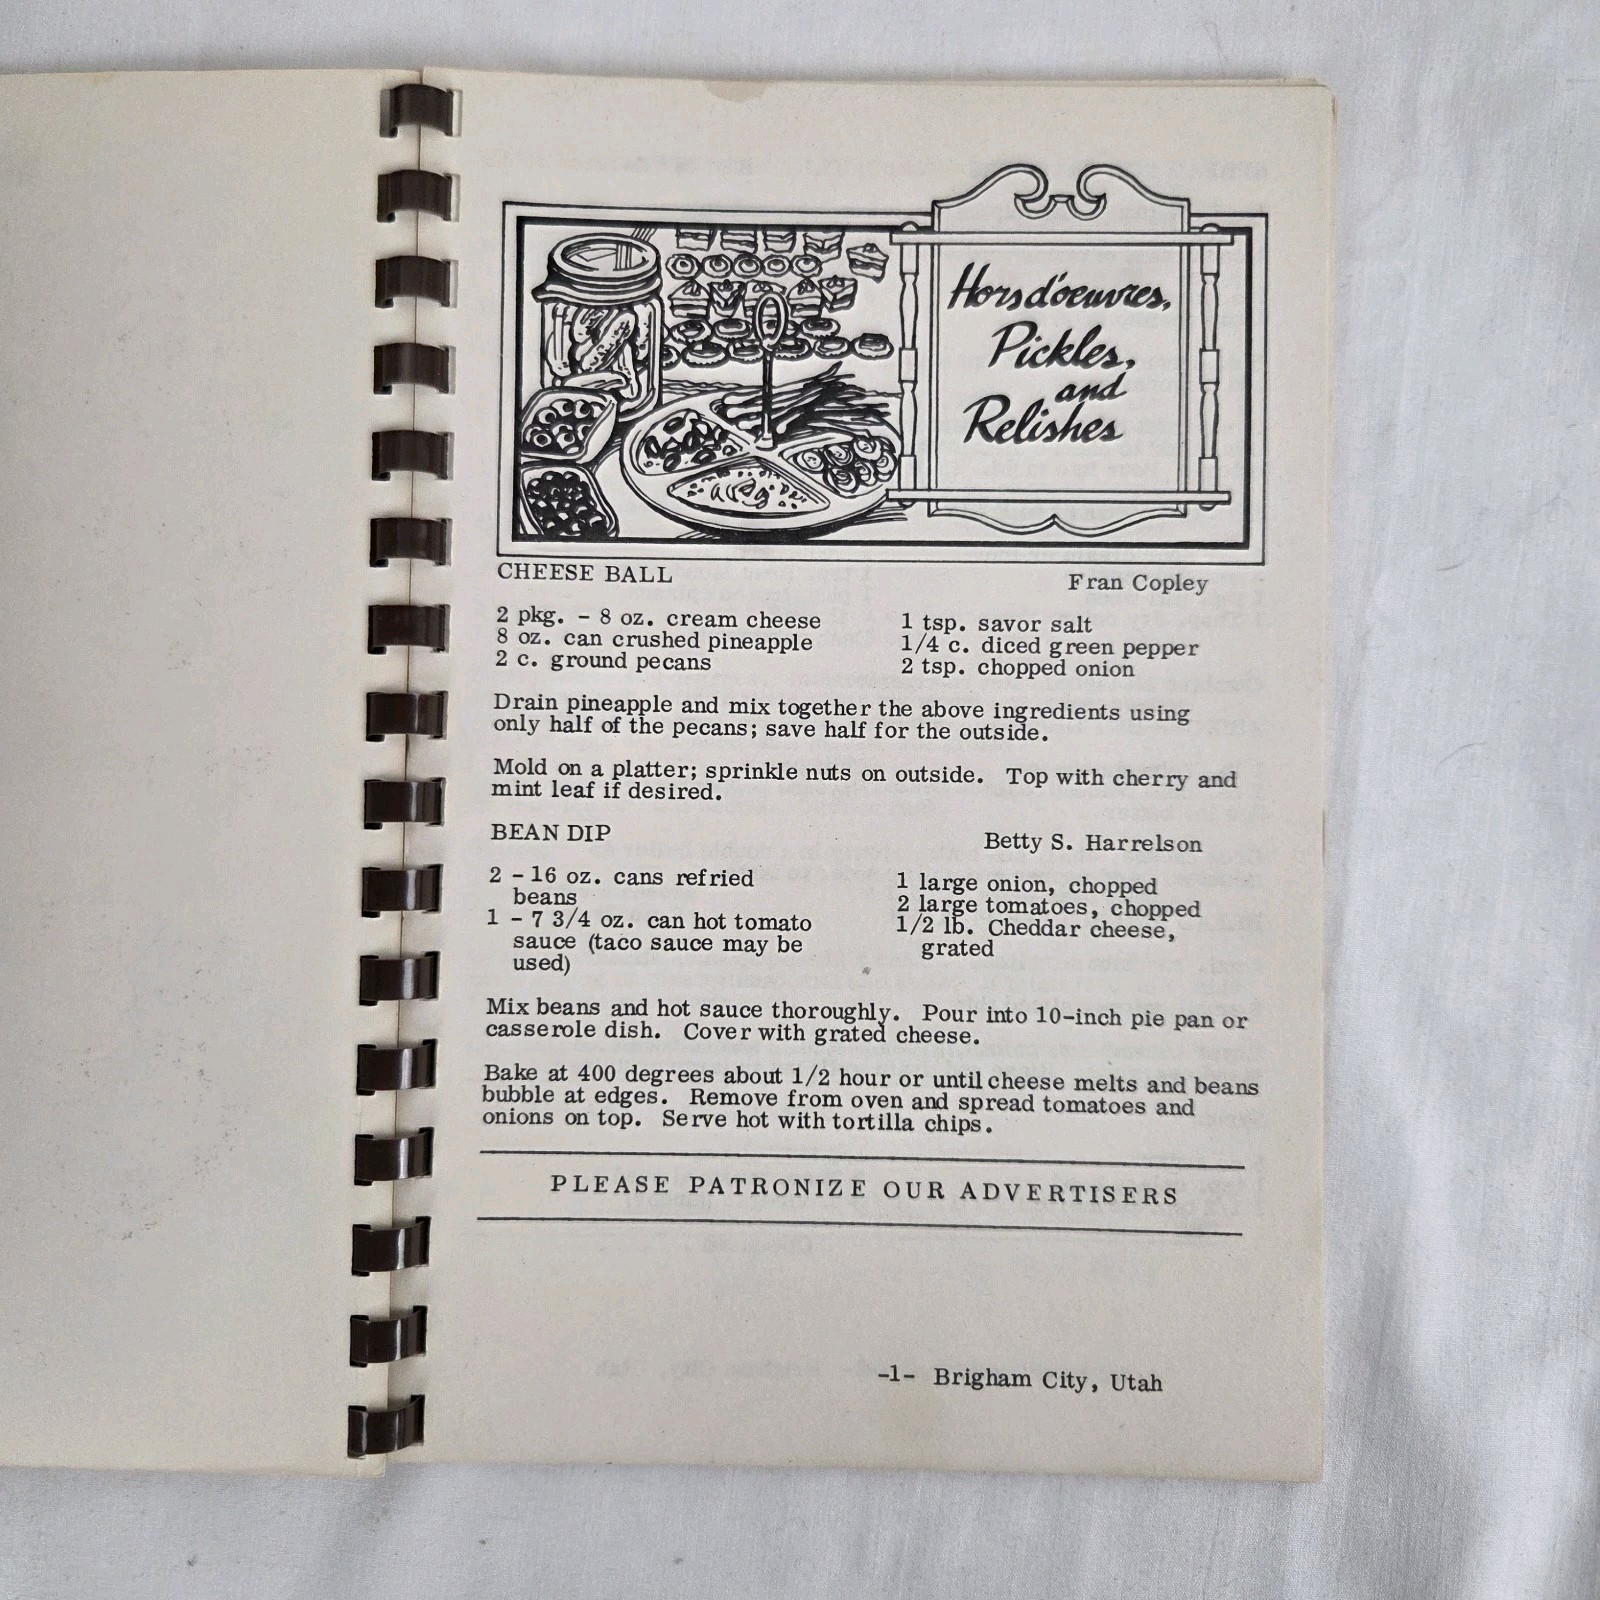 Hors d'oeuvres,
Pickles,
and
Relishes
CHEESE BALL
Fran Copley
2 pkg. - 8 oz. cream cheese
8 oz. can crushed pineapple
2 c. ground pecans
1 tsp. savor salt
1/4 c. diced green pepper
2 tsp. chopped onion
Drain pineapple and mix together the above ingredients using
only half of the pecans; save half for the outside.
Mold on a platter; sprinkle nuts on outside. Top with cherry and
mint leaf if desired.
BEAN DIP
Betty S. Harrelson
2 - 16 oz. cans refried
beans
1 - 7 3/4 oz. can hot tomato
sauce (taco sauce may be
used)
1 large onion, chopped
2 large tomatoes, chopped
1/2 lb. Cheddar cheese,
grated
Mix beans and hot sauce thoroughly. Pour into 10-inch pie pan or
casserole dish. Cover with grated cheese.
Bake at 400 degrees about 1/2 hour or until cheese melts and beans
bubble at edges. Remove from oven and spread tomatoes and
onions on top. Serve hot with tortilla chips.
PLEASE PATRONIZE OUR ADVERTISERS
-1- Brigham City, Utah